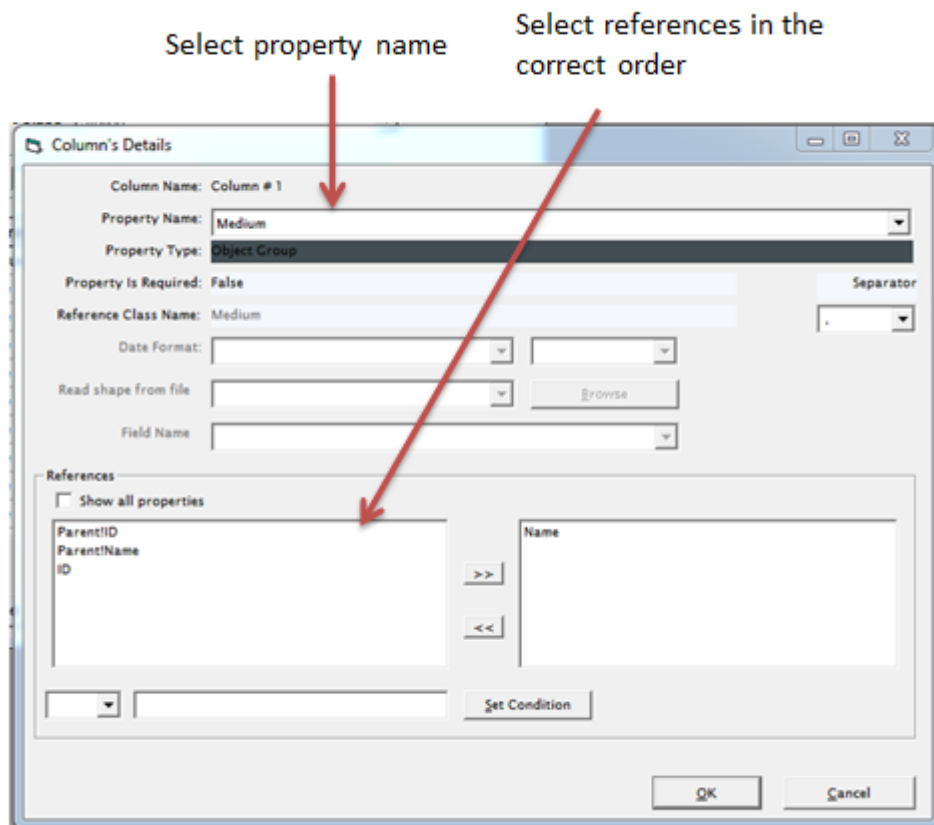 Select property name
Select references in the
correct order
Column's Details
Column Name: Column # 1
Property Name: Medium
Property Type: Object Group
Property Is Required: False
Separator
Reference Class Name: Medium
.
Date Format:
Read shape from file
Browse
Field Name
References
Show all properties
Parent!ID
Parent!Name
ID
Name
>>
<<
Set Condition
OK
Cancel